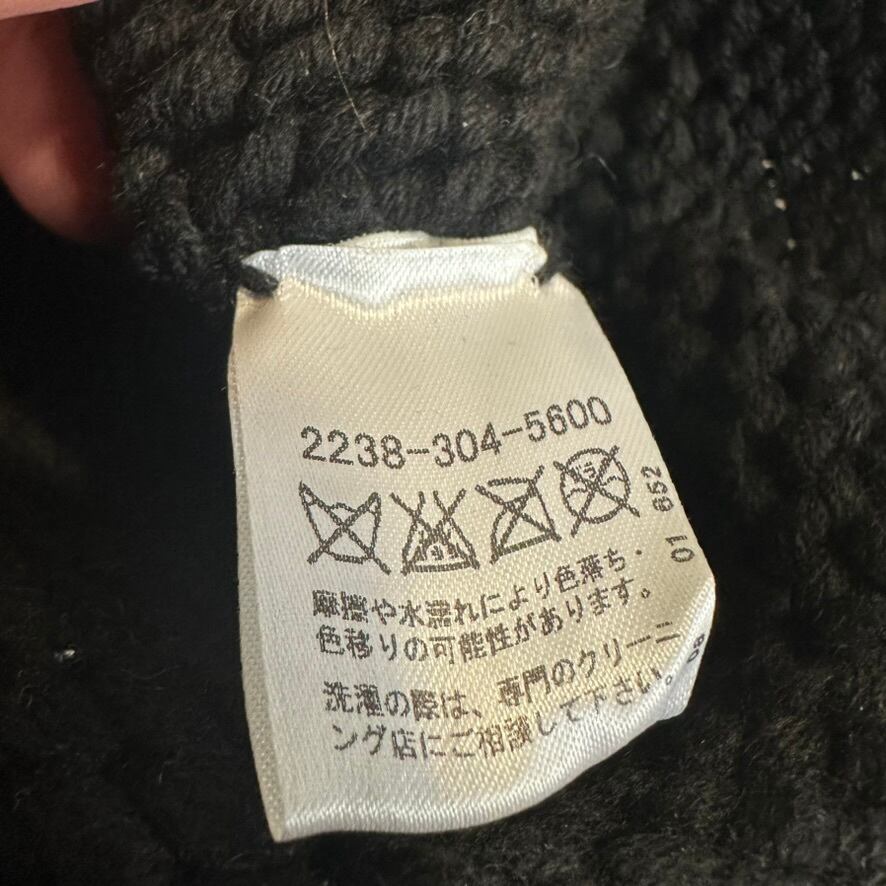 2238-304-5600
摩擦や水濡れにより色落ち・
色移りの可能性があります。
洗濯の際は、専門のクリーニ
ング店にご相談して下さい。
01 652